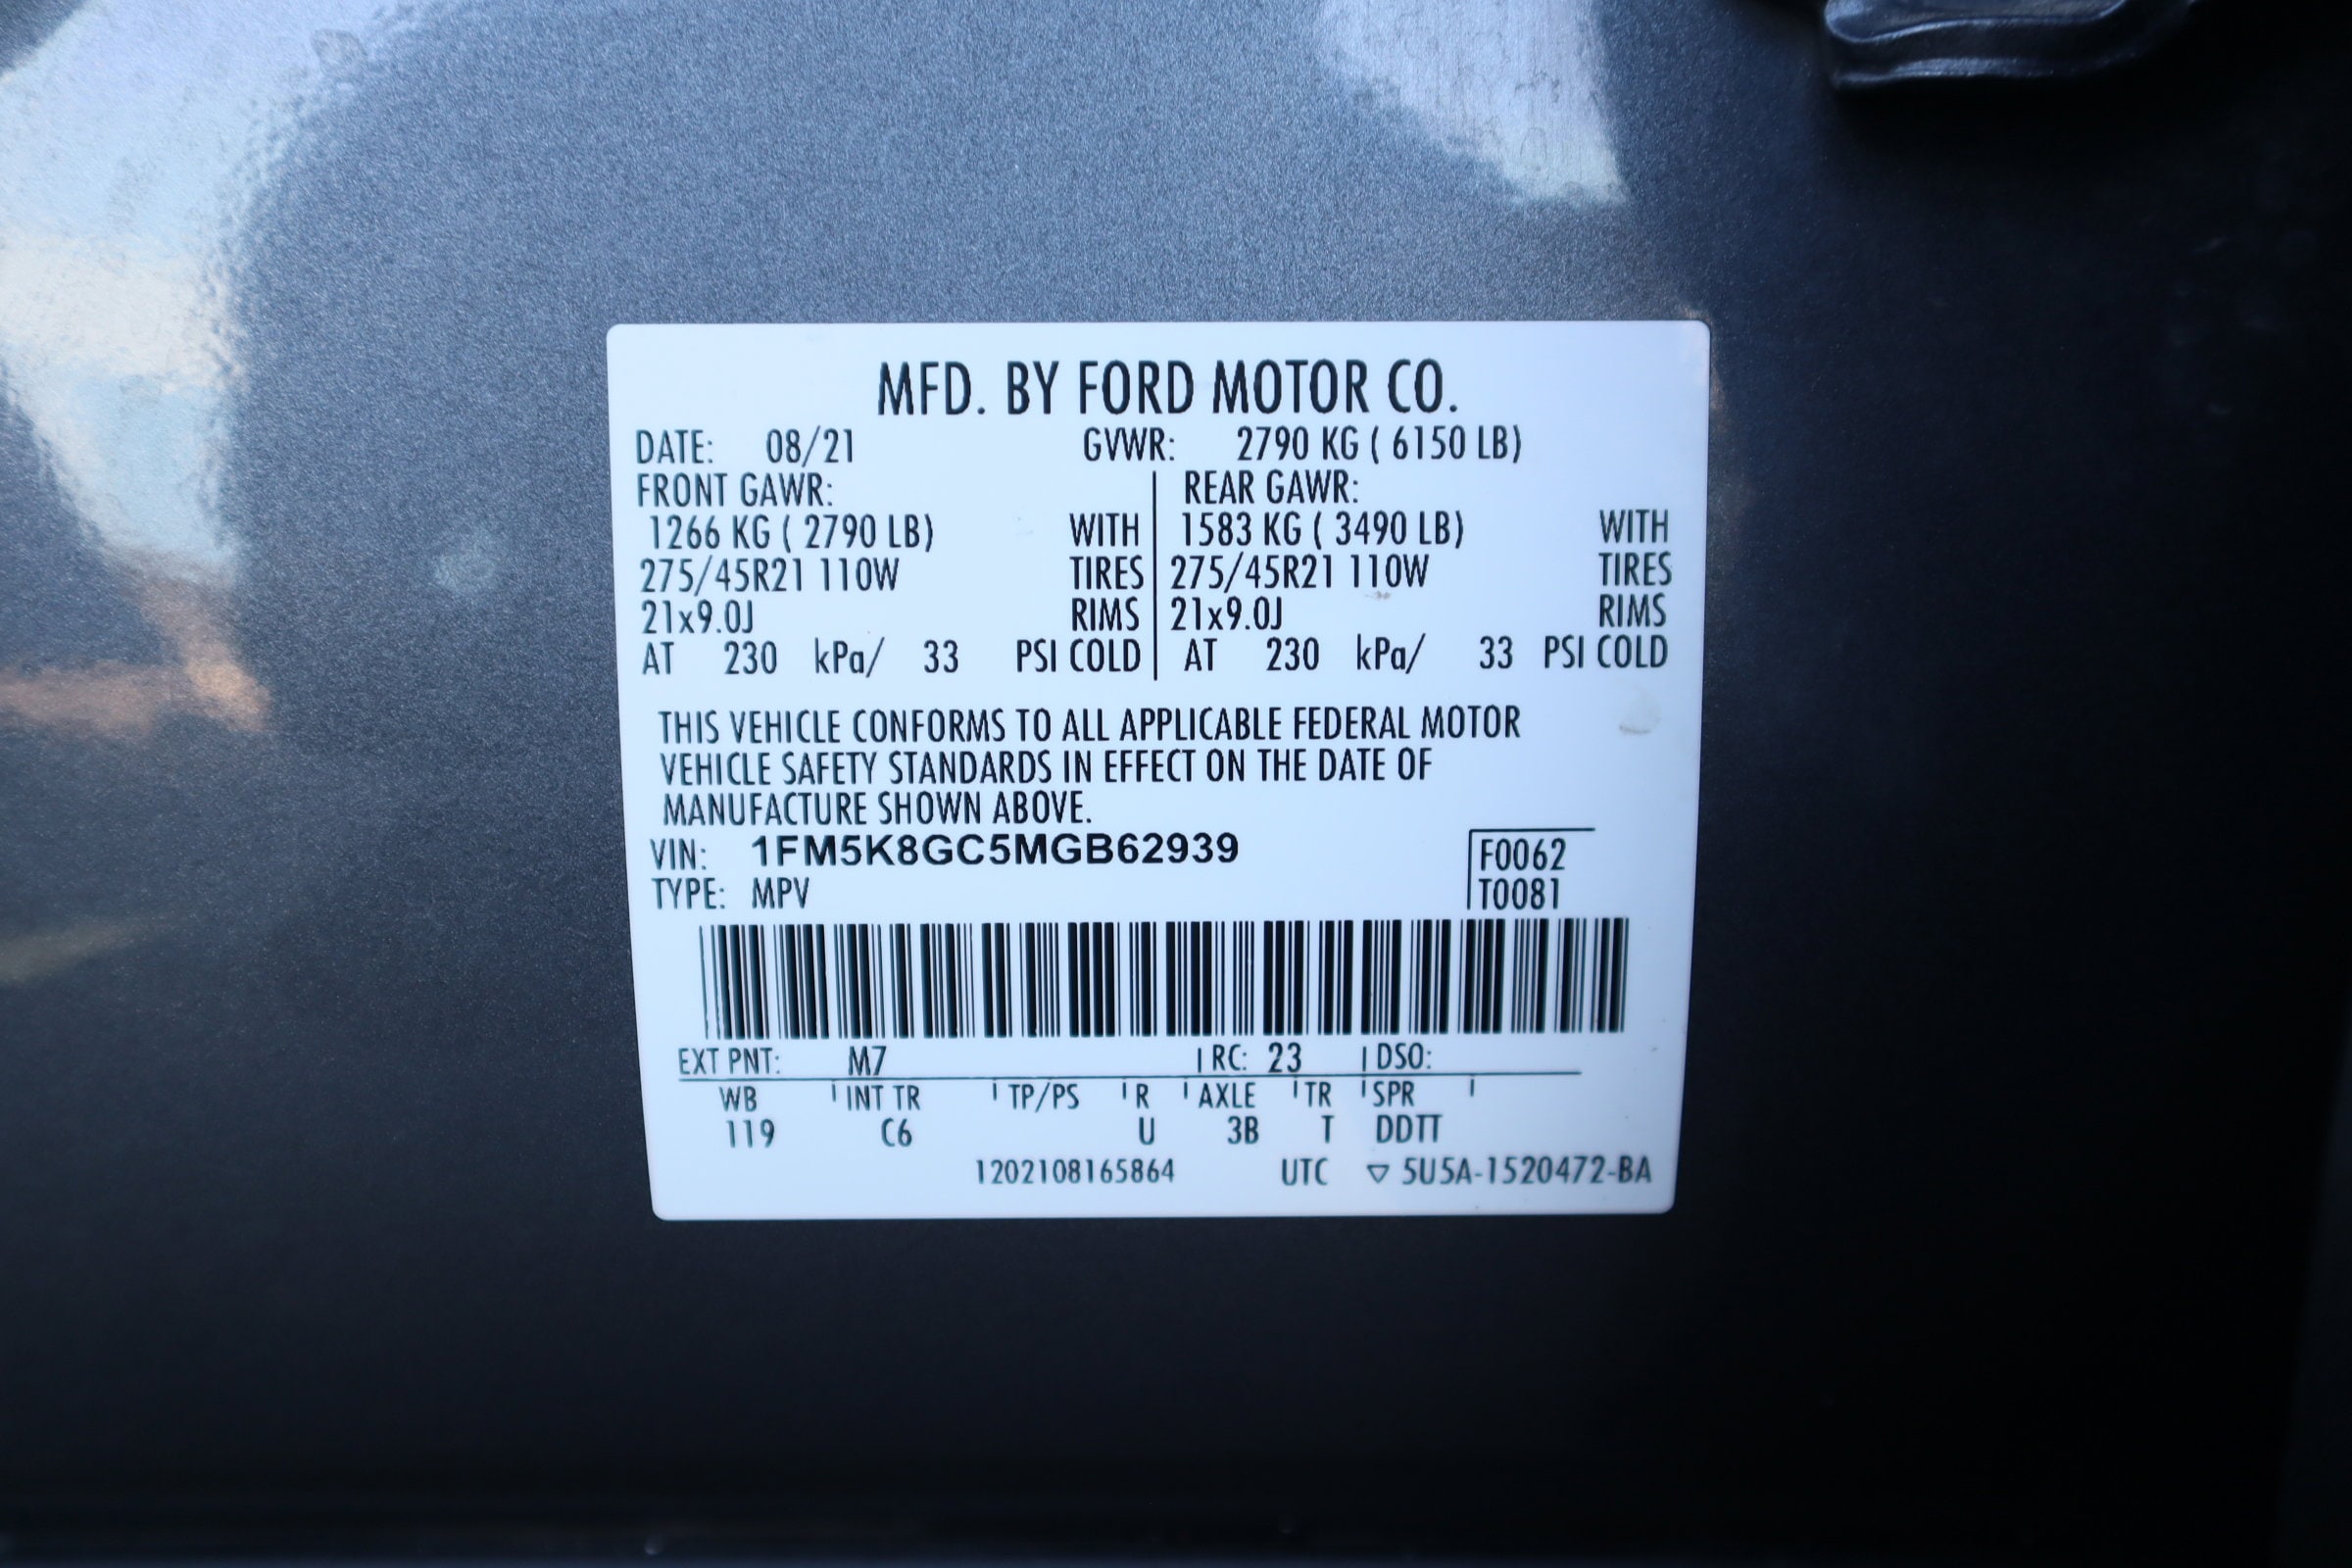 MFD. BY FORD MOTOR CO.
DATE: 08/21 GVWR: 2790 KG ( 6150 LB)
FRONT GAWR: REAR GAWR:
1266 KG ( 2790 LB) WITH 1583 KG ( 3490 LB) WITH
275/45R21 110W TIRES 275/45R21 110W TIRES
21x9.0J RIMS 21x9.0J RIMS
AT 230 kPa/ 33 PSI COLD AT 230 kPa/ 33 PSI COLD
THIS VEHICLE CONFORMS TO ALL APPLICABLE FEDERAL MOTOR
VEHICLE SAFETY STANDARDS IN EFFECT ON THE DATE OF
MANUFACTURE SHOWN ABOVE.
VIN: 1FM5K8GC5MGB62939 F0062
TYPE: MPV T0081
EXT PNT: M7 RC: 23 DSO:
WB INT TR TP/PS R AXLE TR SPR
119 C6 U 3B T DDTT
1202108165864 UTC ▽ 5U5A-1520472-BA